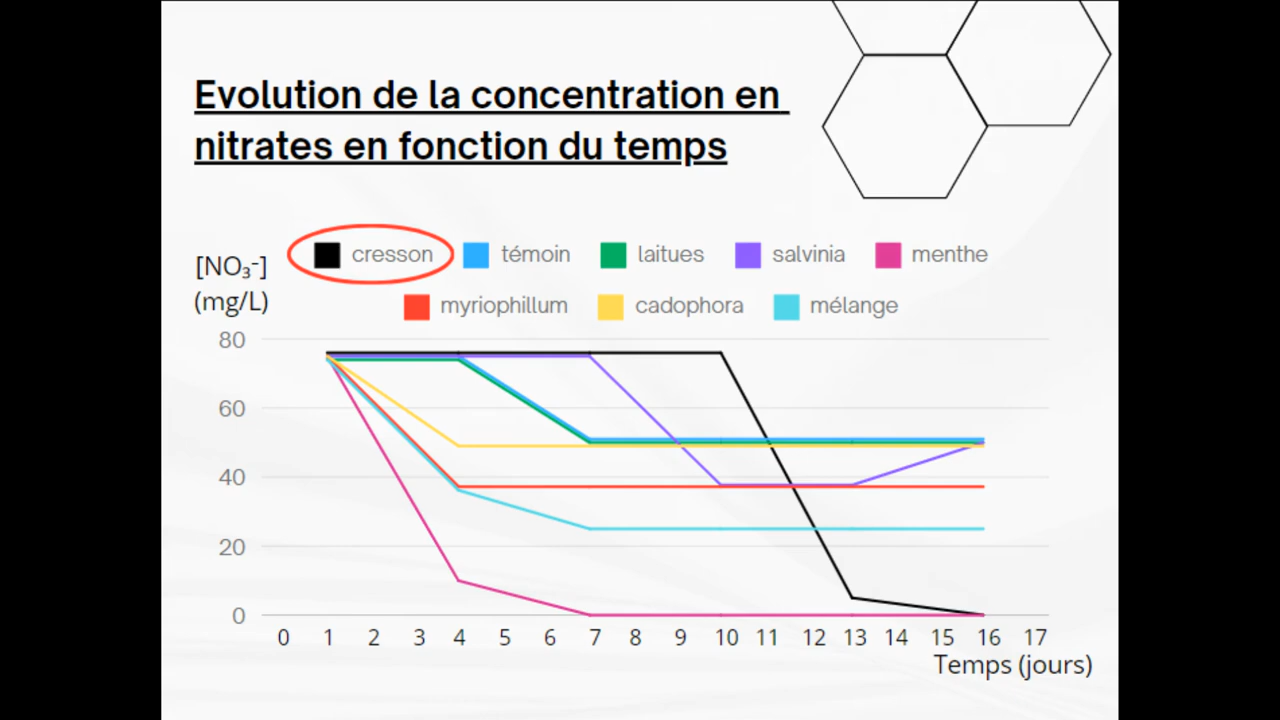 Evolution de la concentration en
nitrates en fonction du temps
[NO₃⁻]
(mg/L)
cresson témoin laitues salvinia menthe
myriophillum cadophora mélange
80
60
40
20
0
0 1 2 3 4 5 6 7 8 9 10 11 12 13 14 15 16 17
Temps (jours)